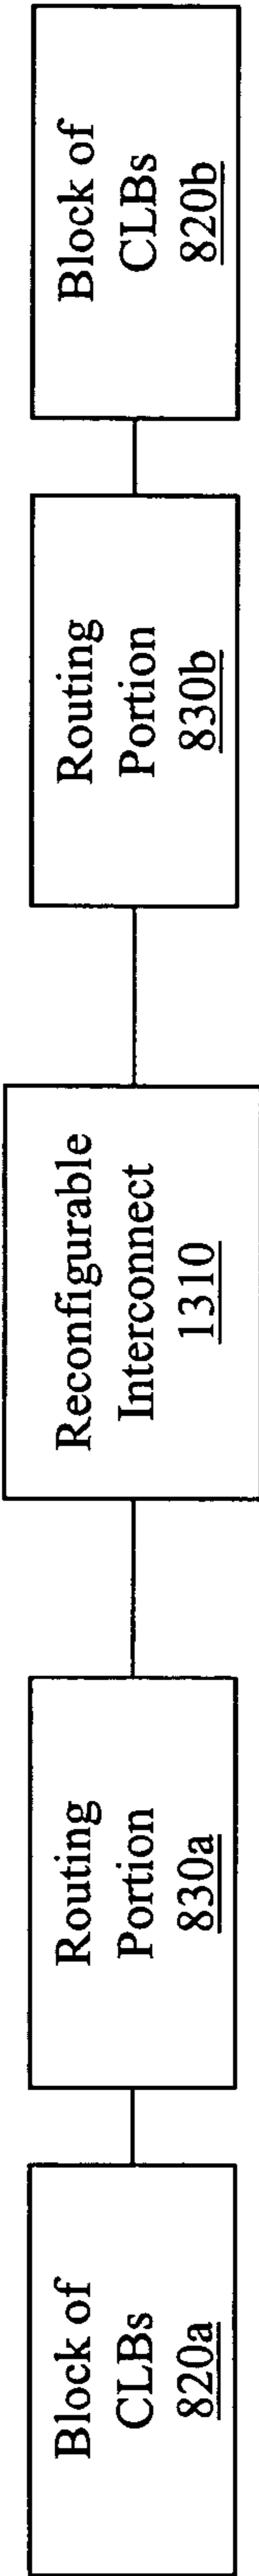 Block of
CLBs
820a
Routing
Portion
830a
Reconfigurable
Interconnect
1310
Routing
Portion
830b
Block of
CLBs
820b